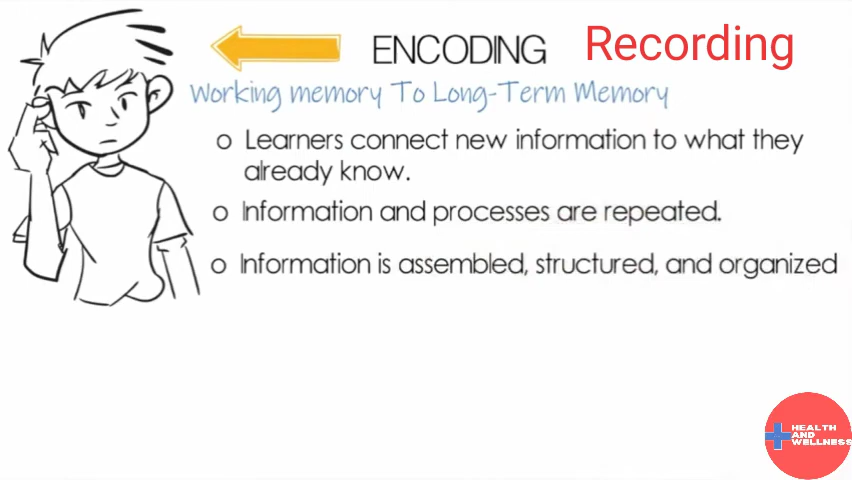 ENCODING Recording
Working memory To Long-Term Memory
o Learners connect new information to what they
already know.
o Information and processes are repeated.
o Information is assembled, structured, and organized
HEALTH
AND
WELLNESS